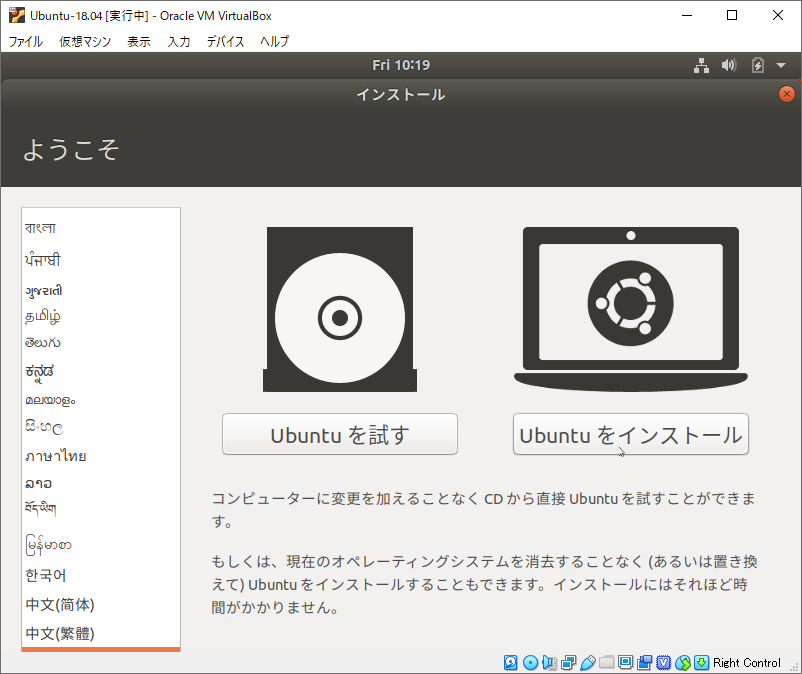 Ubuntu-18.04 [実行中] - Oracle VM VirtualBox
ファイル 仮想マシン 表示 入力 デバイス ヘルプ
Fri 10:19
インストール
ようこそ
বাংলা
ਪੰਜਾਬੀ
ગુજરાતી
தமிழ்
తెలుగు
ಕನ್ನಡ
മലയാളം
සිංහල
ภาษาไทย
ລາວ
བོད་ཡིག
မြန်မာစာ
한국어
中文(简体)
中文(繁體)
Ubuntu を試す
Ubuntu をインストール
コンピューターに変更を加えることなく CD から直接 Ubuntu を試すことができま
す。
もしくは、現在のオペレーティングシステムを消去することなく (あるいは置き換
えて) Ubuntu をインストールすることもできます。インストールにはそれほど時
間がかかりません。
Right Control